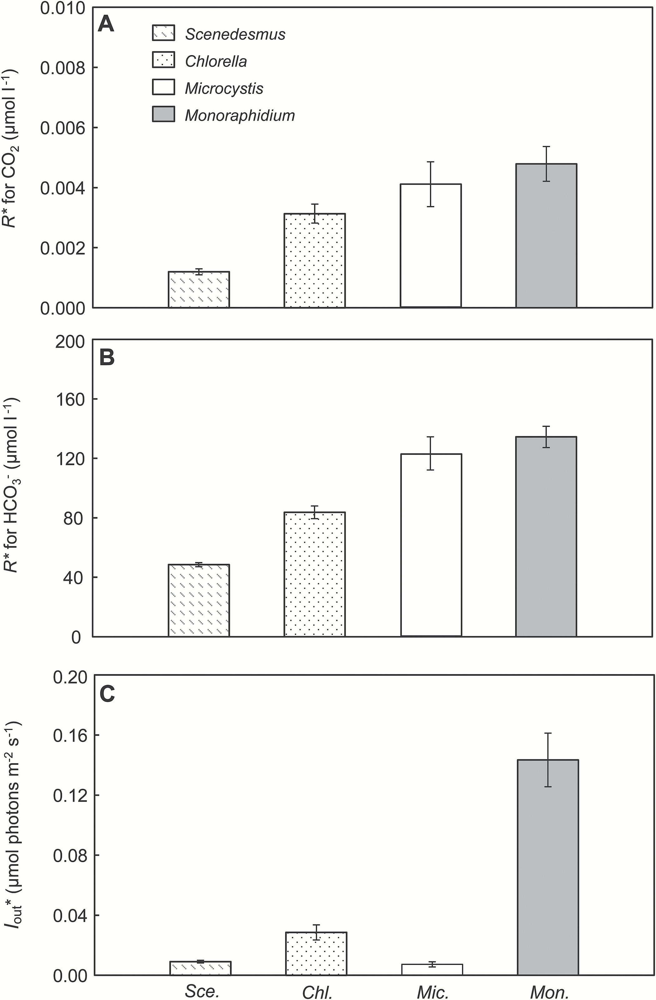 0.010
A
Scenedesmus
0.008
Chlorella
Microcystis
0.006
Monoraphidium
0.004
0.002
0.000
R* for CO2 (µmol l-1)
200
B
160
120
80
40
0
R* for HCO3- (µmol l-1)
0.20
C
0.16
0.12
0.08
0.04
0.00
Iout* (µmol photons m-2 s-1)
Sce. Chl. Mic. Mon.